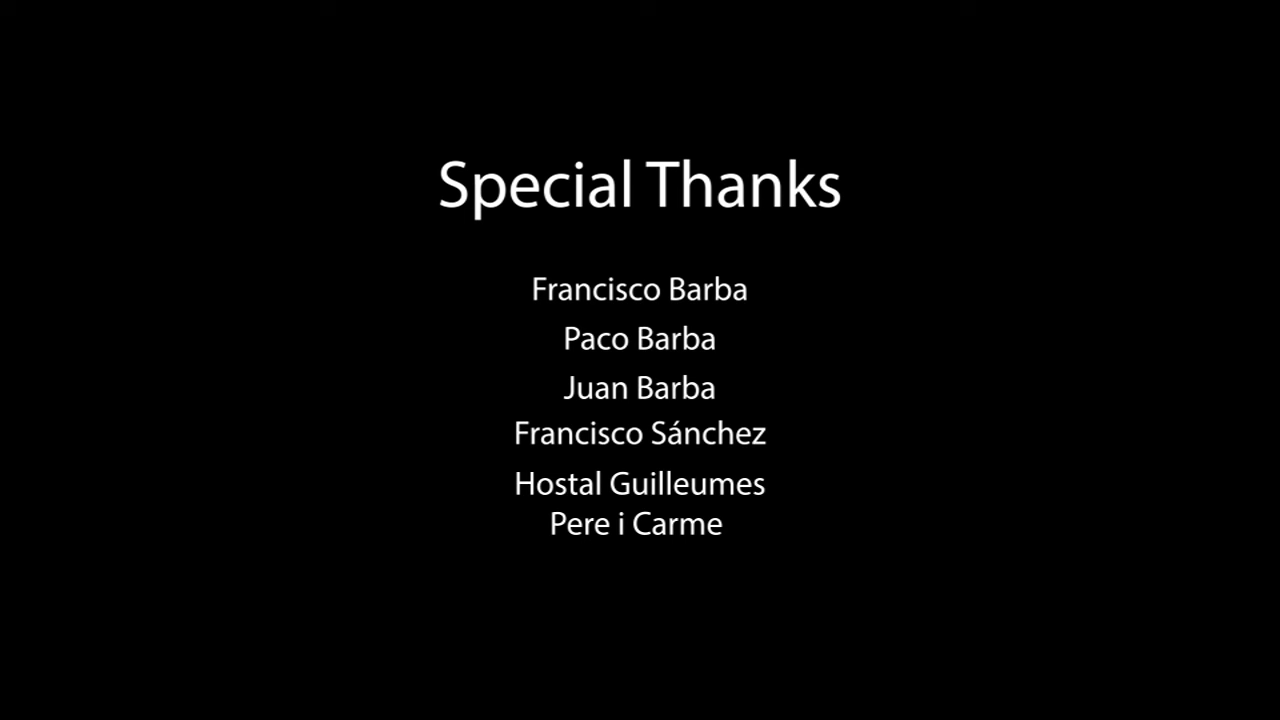 Special Thanks
Francisco Barba
Paco Barba
Juan Barba
Francisco Sánchez
Hostal Guilleumes
Pere i Carme